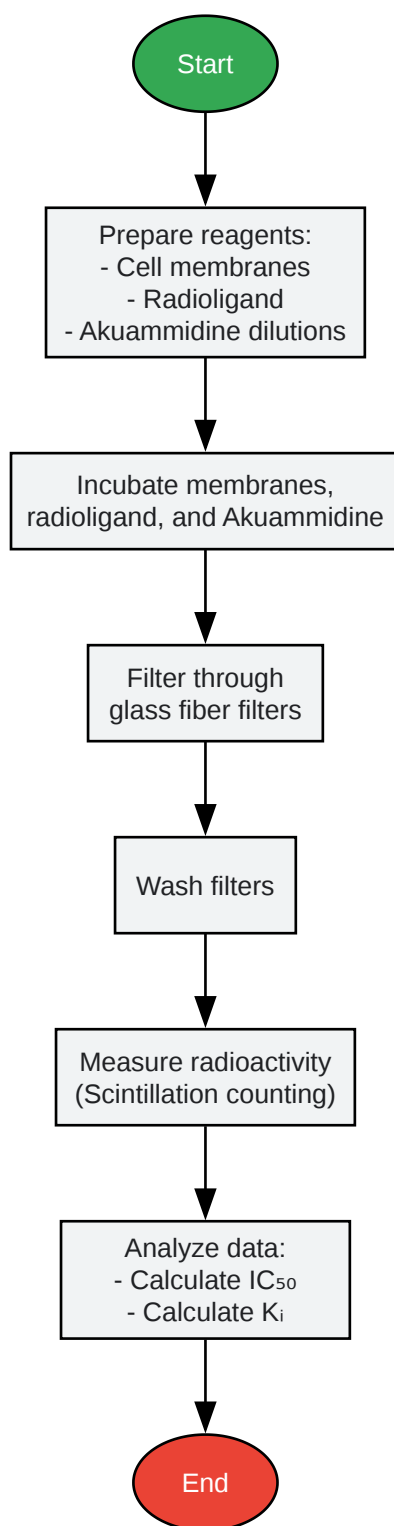 Start
Prepare reagents:
- Cell membranes
- Radioligand
- Akuammidine dilutions
Incubate membranes,
radioligand, and Akuammidine
Filter through
glass fiber filters
Wash filters
Measure radioactivity
(Scintillation counting)
Analyze data:
- Calculate IC₅₀
- Calculate Kᵢ
End